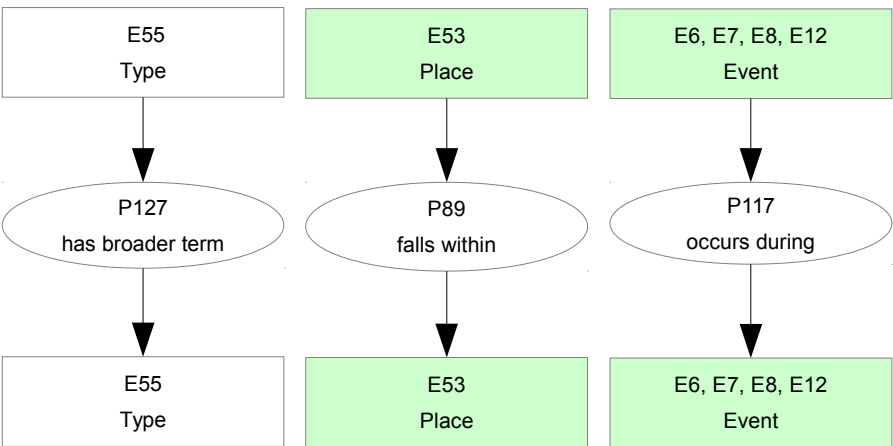 E55
Type
E53
Place
E6, E7, E8, E12
Event
P127
has broader term
P89
falls within
P117
occurs during
E55
Type
E53
Place
E6, E7, E8, E12
Event